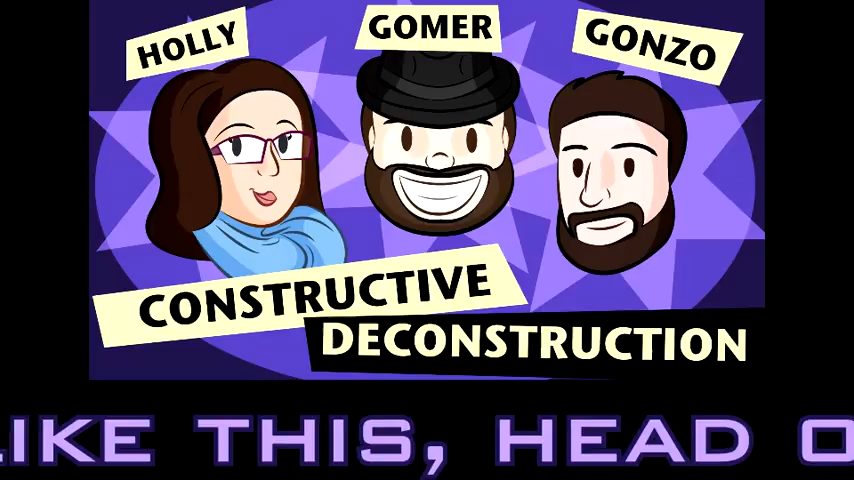 HOLLY
GOMER
GONZO
CONSTRUCTIVE
DECONSTRUCTION
LIKE THIS, HEAD O